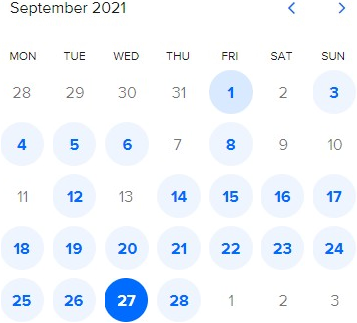 September 2021
MON TUE WED THU FRI SAT SUN
28 29 30 31 1 2 3
4 5 6 7 8 9 10
11 12 13 14 15 16 17
18 19 20 21 22 23 24
25 26 27 28 1 2 3